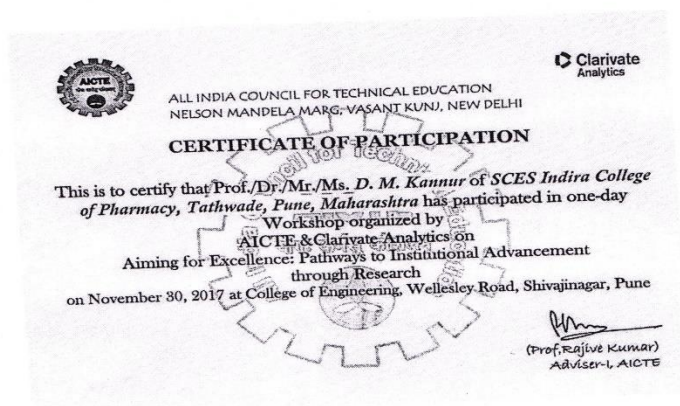 AICTE
Clarivate
Analytics
ALL INDIA COUNCIL FOR TECHNICAL EDUCATION
NELSON MANDELA MARG, VASANT KUNJ, NEW DELHI
CERTIFICATE OF PARTICIPATION
This is to certify that Prof./Dr./Mr./Ms. D. M. Kannur of SCES Indira College
of Pharmacy, Tathwade, Pune, Maharashtra has participated in one-day
Workshop organized by
AICTE &Clarivate Analytics on
Aiming for Excellence: Pathways to Institutional Advancement
through Research
on November 30, 2017 at College of Engineering, Wellesley Road, Shivajinagar, Pune
(Prof.Rajive Kumar)
Adviser-I, AICTE